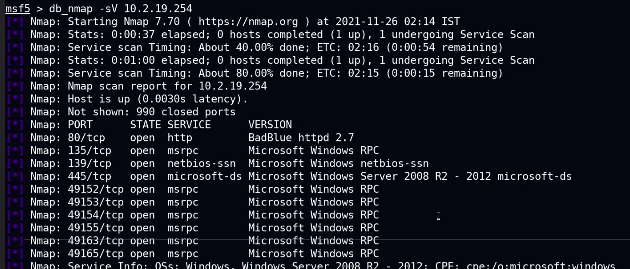 msf5 > db_nmap -sV 10.2.19.254
[*] Nmap: Starting Nmap 7.70 ( https://nmap.org ) at 2021-11-26 02:14 IST
[*] Nmap: Stats: 0:00:37 elapsed; 0 hosts completed (1 up), 1 undergoing Service Scan
[*] Nmap: Service scan Timing: About 40.00% done; ETC: 02:16 (0:00:54 remaining)
[*] Nmap: Stats: 0:01:00 elapsed; 0 hosts completed (1 up), 1 undergoing Service Scan
[*] Nmap: Service scan Timing: About 80.00% done; ETC: 02:15 (0:00:15 remaining)
[*] Nmap: Nmap scan report for 10.2.19.254
[*] Nmap: Host is up (0.0030s latency).
[*] Nmap: Not shown: 990 closed ports
[*] Nmap: PORT      STATE SERVICE      VERSION
[*] Nmap: 80/tcp    open  http         BadBlue httpd 2.7
[*] Nmap: 135/tcp   open  msrpc        Microsoft Windows RPC
[*] Nmap: 139/tcp   open  netbios-ssn  Microsoft Windows netbios-ssn
[*] Nmap: 445/tcp   open  microsoft-ds Microsoft Windows Server 2008 R2 - 2012 microsoft-ds
[*] Nmap: 49152/tcp open  msrpc        Microsoft Windows RPC
[*] Nmap: 49153/tcp open  msrpc        Microsoft Windows RPC
[*] Nmap: 49154/tcp open  msrpc        Microsoft Windows RPC
[*] Nmap: 49155/tcp open  msrpc        Microsoft Windows RPC
[*] Nmap: 49163/tcp open  msrpc        Microsoft Windows RPC
[*] Nmap: 49165/tcp open  msrpc        Microsoft Windows RPC
[*] Nmap: Service Info: OSs: Windows, Windows Server 2008 R2 - 2012; CPE: cpe:/o:microsoft:windows